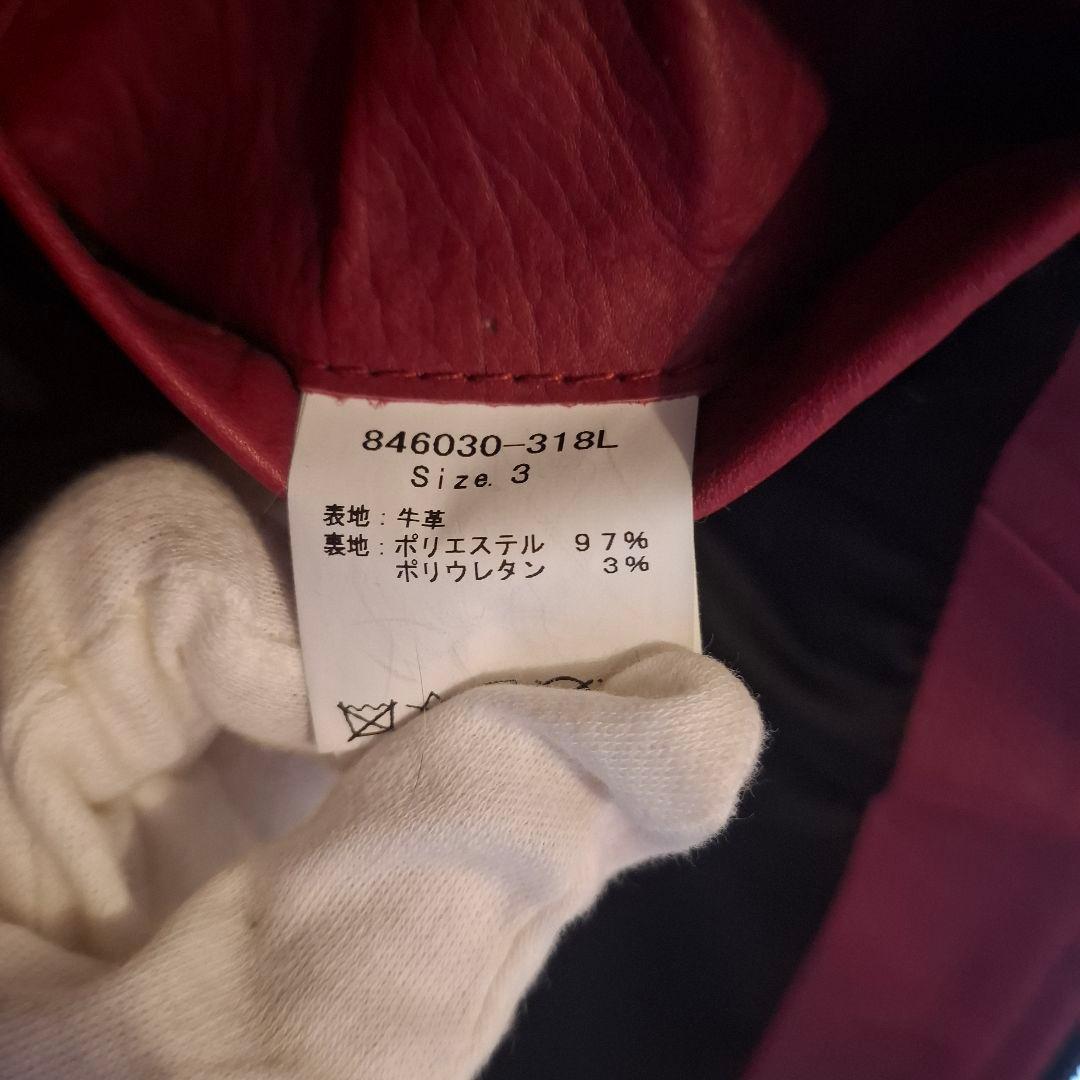 846030-318L
Size. 3
表地：牛革
裏地：ポリエステル 97%
ポリウレタン 3%